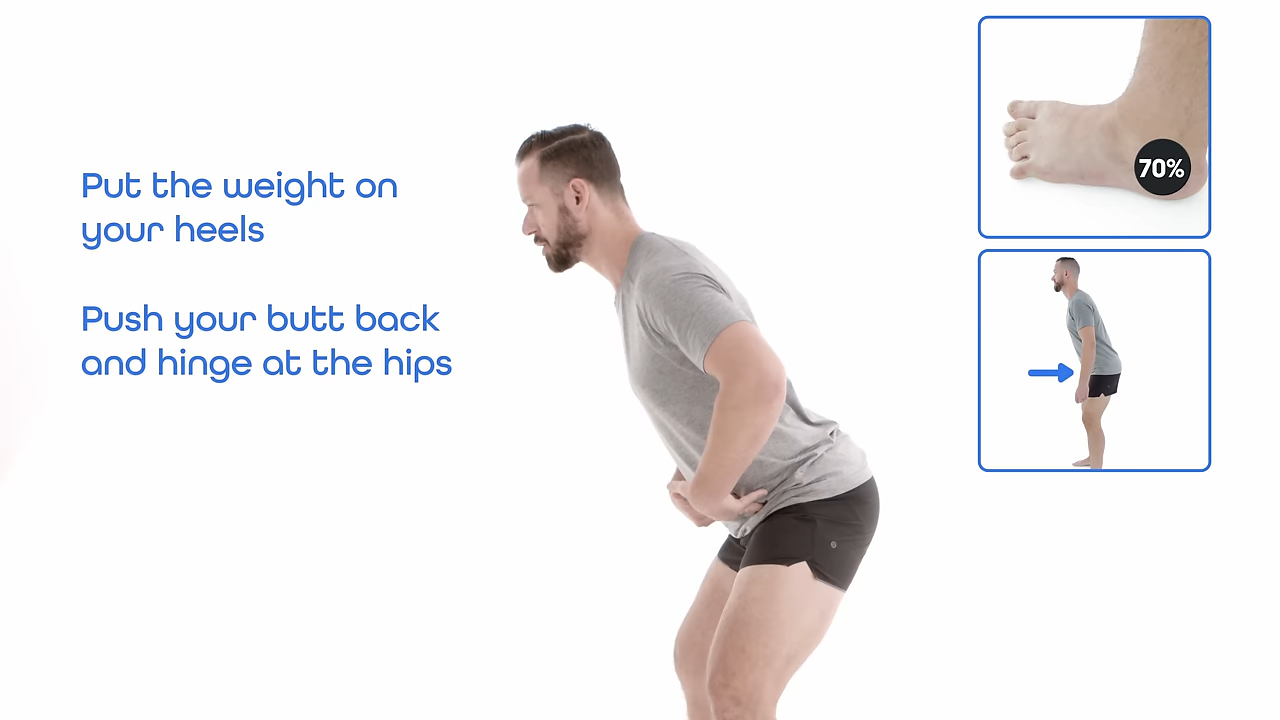 Put the weight on
your heels
Push your butt back
and hinge at the hips
70%